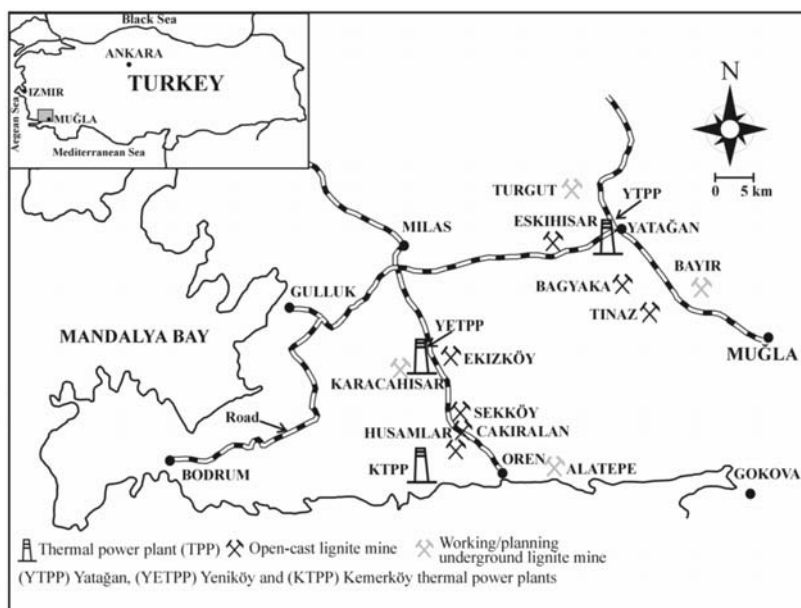 Black Sea
ANKARA
TURKEY
IZMIR
Aegean Sea
MUĞLA
Mediterranean Sea
N
0 5 km
TURGUT
YTPP
ESKIHISAR
YATAĞAN
MILAS
BAGYAKA
BAYIR
TINAZ
GULLUK
MUĞLA
MANDALYA BAY
YETPP
EKIZKÖY
KARACAHISAR
Road
SEKKÖY
HUSAMLAR
CAKIRALAN
BODRUM
KTPP
OREN
ALATEPE
GOKOVA
Thermal power plant (TPP)
Open-cast lignite mine
Working/planning
underground lignite mine
(YTPP) Yatağan, (YETPP) Yeniköy and (KTPP) Kemerköy thermal power plants